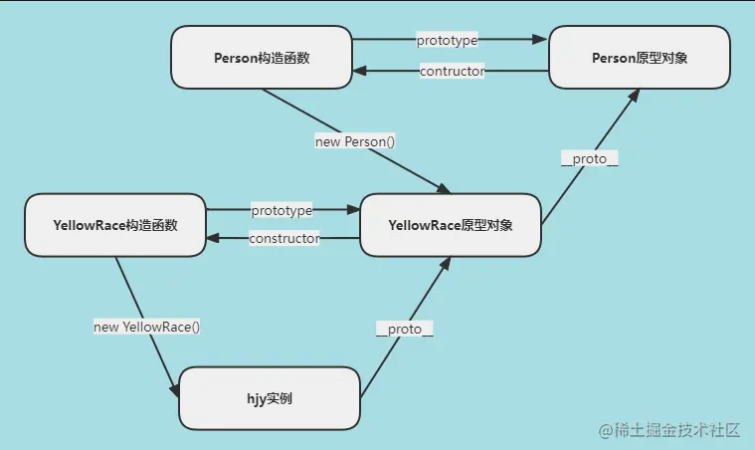 prototype
Person构造函数
Person原型对象
contructor
new Person()
__proto__
prototype
YellowRace构造函数
YellowRace原型对象
constructor
new YellowRace()
__proto__
hjy实例
@稀土掘金技术社区